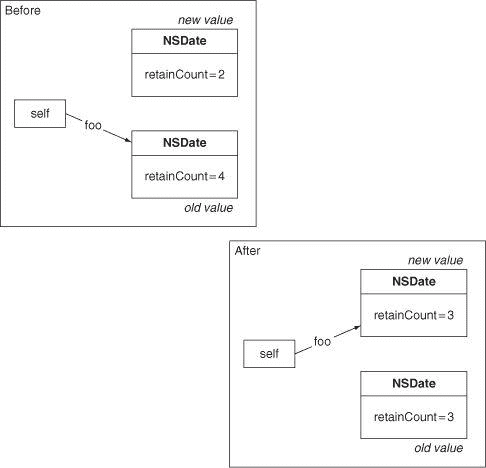 Before
new value
NSDate
retainCount=2
self
foo
NSDate
retainCount=4
old value
After
new value
NSDate
retainCount=3
foo
self
NSDate
retainCount=3
old value